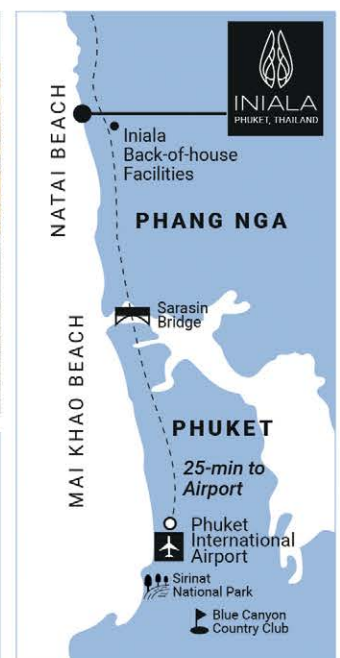 INIALA
PHUKET, THAILAND
NATAI BEACH
Iniala
Back-of-house
Facilities
PHANG NGA
Sarasin
Bridge
MAI KHAO BEACH
PHUKET
25-min to
Airport
Phuket
International
Airport
Sirinat
National Park
Blue Canyon
Country Club